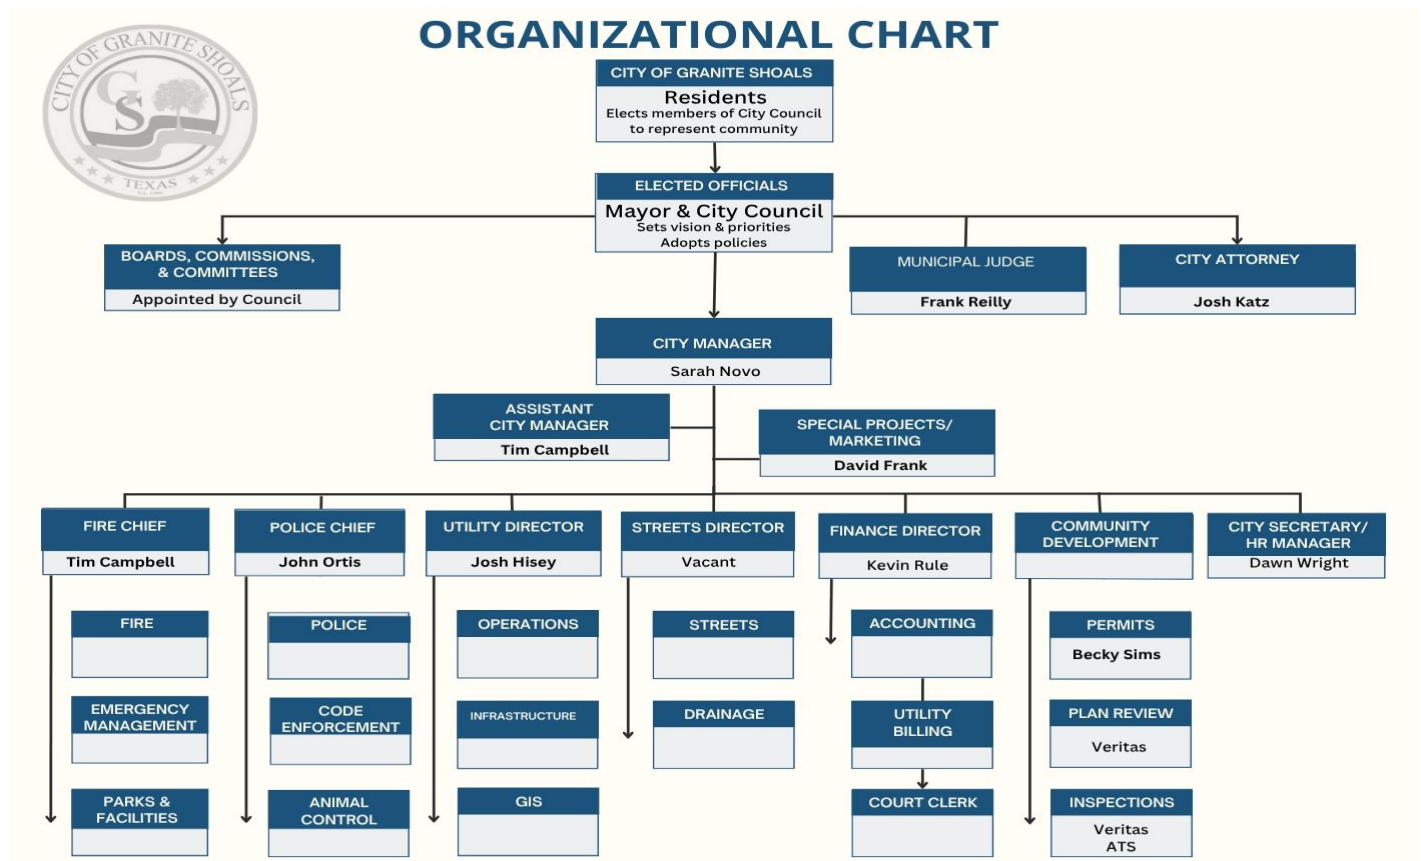 ORGANIZATIONAL CHART
CITY OF GRANITE SHOALS
GS
TEXAS
CITY OF GRANITE SHOALS
Residents
Elects members of City Council
to represent community
ELECTED OFFICIALS
Mayor & City Council
Sets vision & priorities
Adopts policies
BOARDS, COMMISSIONS,
& COMMITTEES
Appointed by Council
MUNICIPAL JUDGE
Frank Reilly
CITY ATTORNEY
Josh Katz
CITY MANAGER
Sarah Novo
ASSISTANT
CITY MANAGER
Tim Campbell
SPECIAL PROJECTS/
MARKETING
David Frank
FIRE CHIEF
Tim Campbell
POLICE CHIEF
John Ortis
UTILITY DIRECTOR
Josh Hisey
STREETS DIRECTOR
Vacant
FINANCE DIRECTOR
Kevin Rule
COMMUNITY
DEVELOPMENT
CITY SECRETARY/
HR MANAGER
Dawn Wright
FIRE
EMERGENCY
MANAGEMENT
PARKS &
FACILITIES
POLICE
CODE
ENFORCEMENT
ANIMAL
CONTROL
OPERATIONS
INFRASTRUCTURE
GIS
STREETS
DRAINAGE
ACCOUNTING
UTILITY
BILLING
COURT CLERK
PERMITS
Becky Sims
PLAN REVIEW
Veritas
INSPECTIONS
Veritas
ATS